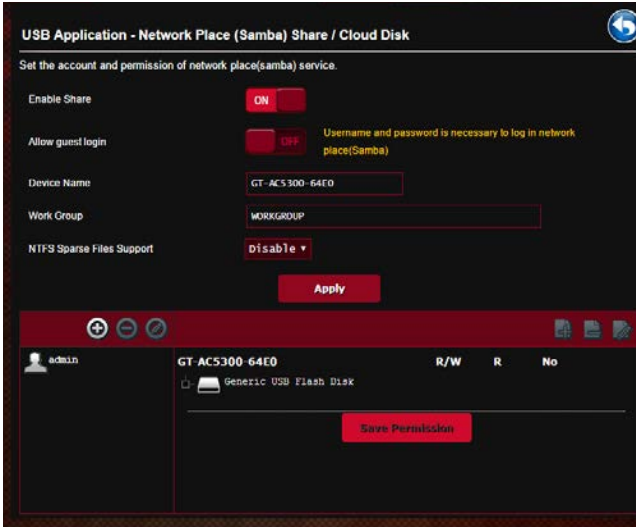 USB Application - Network Place (Samba) Share / Cloud Disk
Set the account and permission of network place(samba) service.
Enable Share
ON
Allow guest login
OFF
Username and password is necessary to log in network
place(Samba)
Device Name
GT-AC5300-64E0
Work Group
WORKGROUP
NTFS Sparse Files Support
Disable
Apply
admin
GT-AC5300-64E0 R/W R No
Generic USB Flash Disk
Save Permission